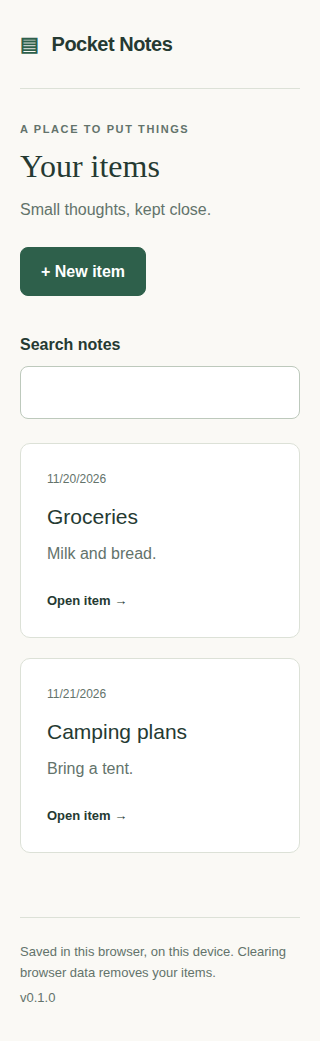 Pocket Notes
A PLACE TO PUT THINGS
Your items
Small thoughts, kept close.
+ New item
Search notes
11/20/2026
Groceries
Milk and bread.
Open item →
11/21/2026
Camping plans
Bring a tent.
Open item →
Saved in this browser, on this device. Clearing
browser data removes your items.
v0.1.0